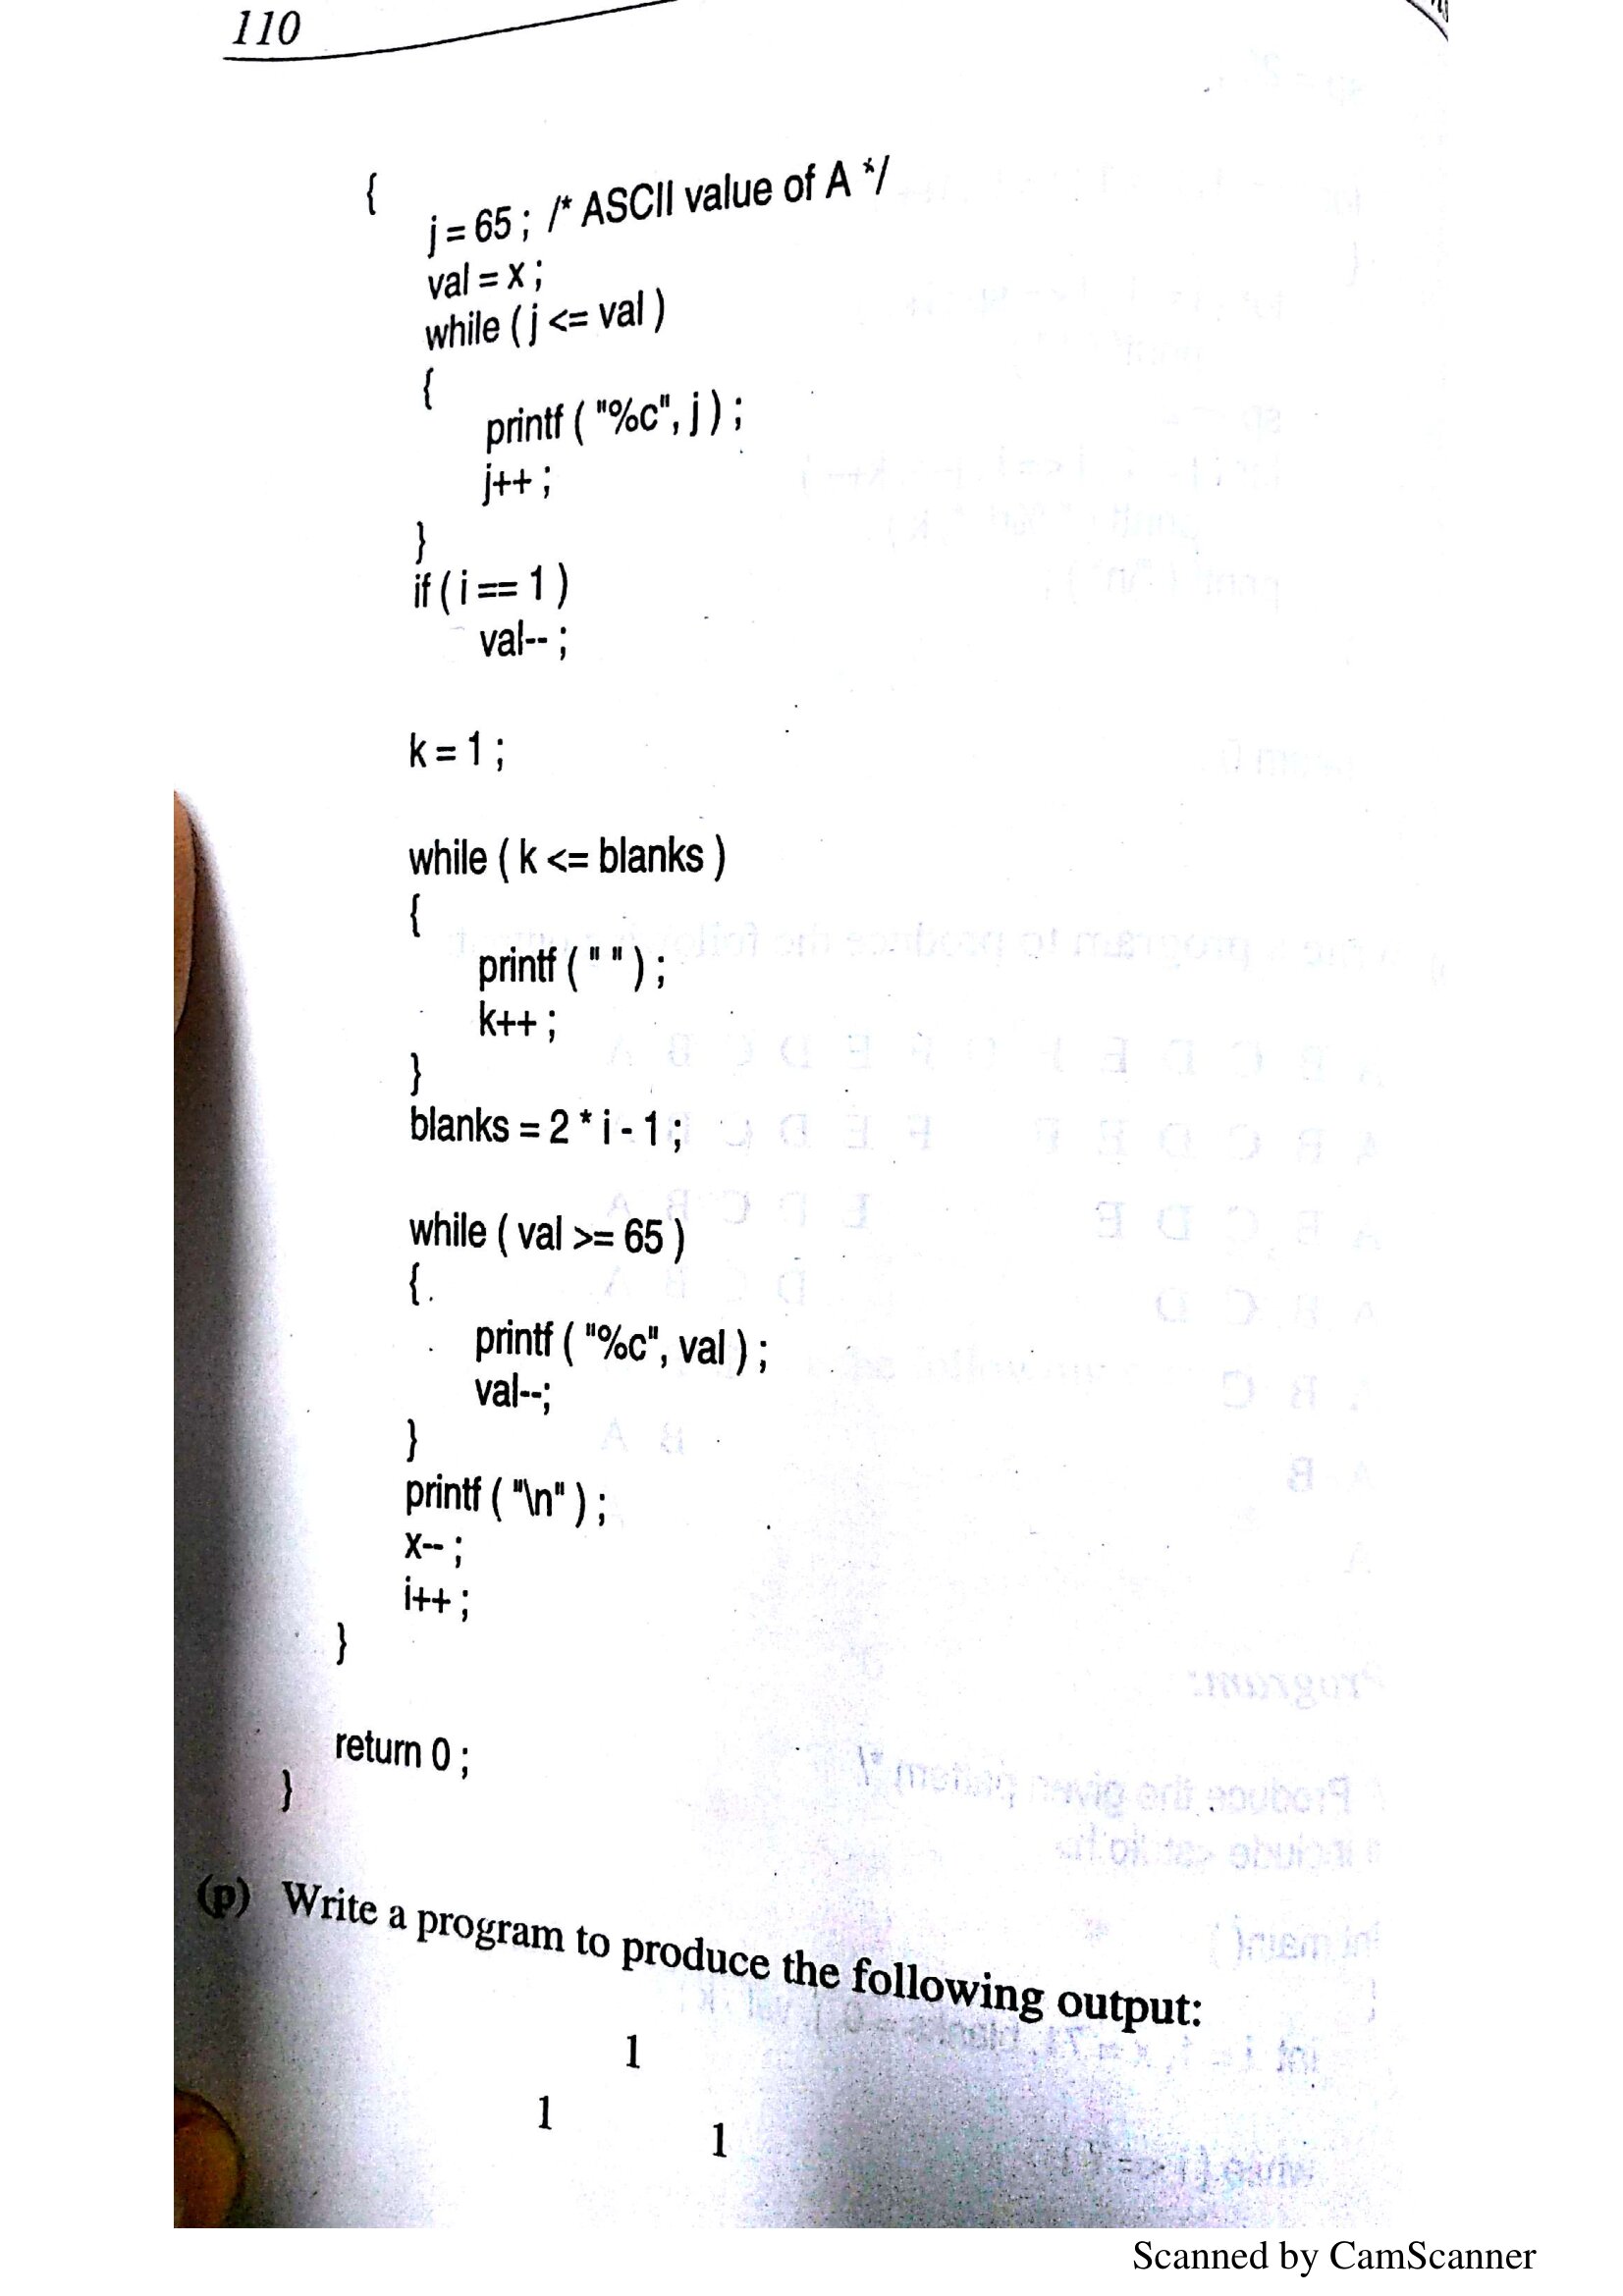 110
{
j = 65 ; /* ASCII value of A */
val = x ;
while ( j <= val )
{
printf ( "%c", j ) ;
j++ ;
}
if ( i == 1 )
val-- ;
k = 1 ;
while ( k <= blanks )
{
printf ( " " ) ;
k++ ;
}
blanks = 2 * i - 1 ;
while ( val >= 65 )
{
printf ( "%c", val ) ;
val--;
}
printf ( "\n" ) ;
x-- ;
i++ ;
}
return 0 ;
}
(p) Write a program to produce the following output:
1
1 1
Scanned by CamScanner